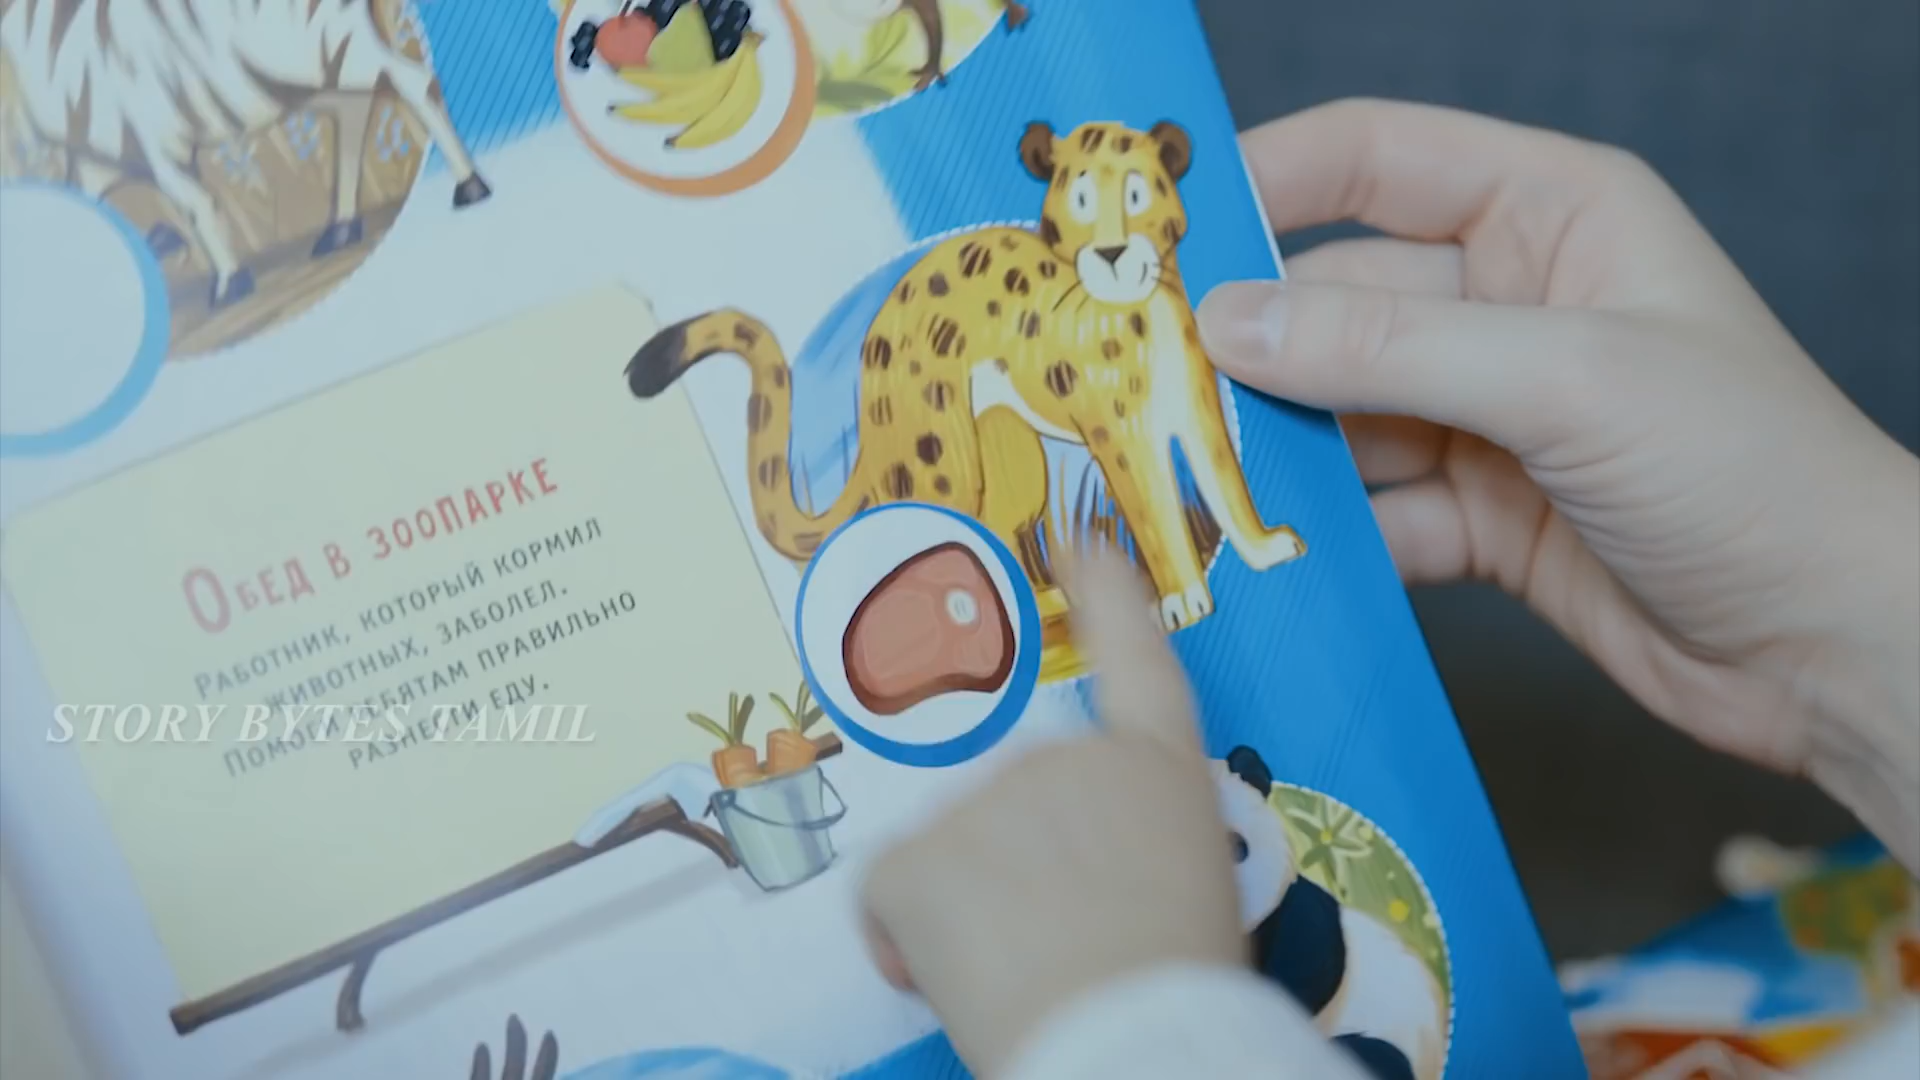 Обед в зоопарке
Работник, который кормил
животных, заболел.
Помоги ребятам правильно
разнести еду.
STORY BYTES TAMIL